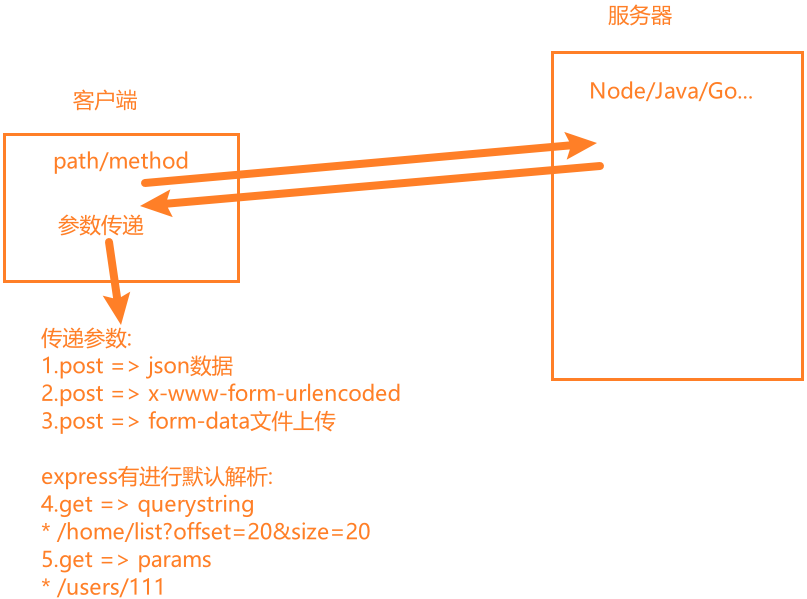 服务器
Node/Java/Go...
客户端
path/method
参数传递
传递参数:
1.post => json数据
2.post => x-www-form-urlencoded
3.post => form-data文件上传
express有进行默认解析:
4.get => querystring
* /home/list?offset=20&size=20
5.get => params
* /users/111